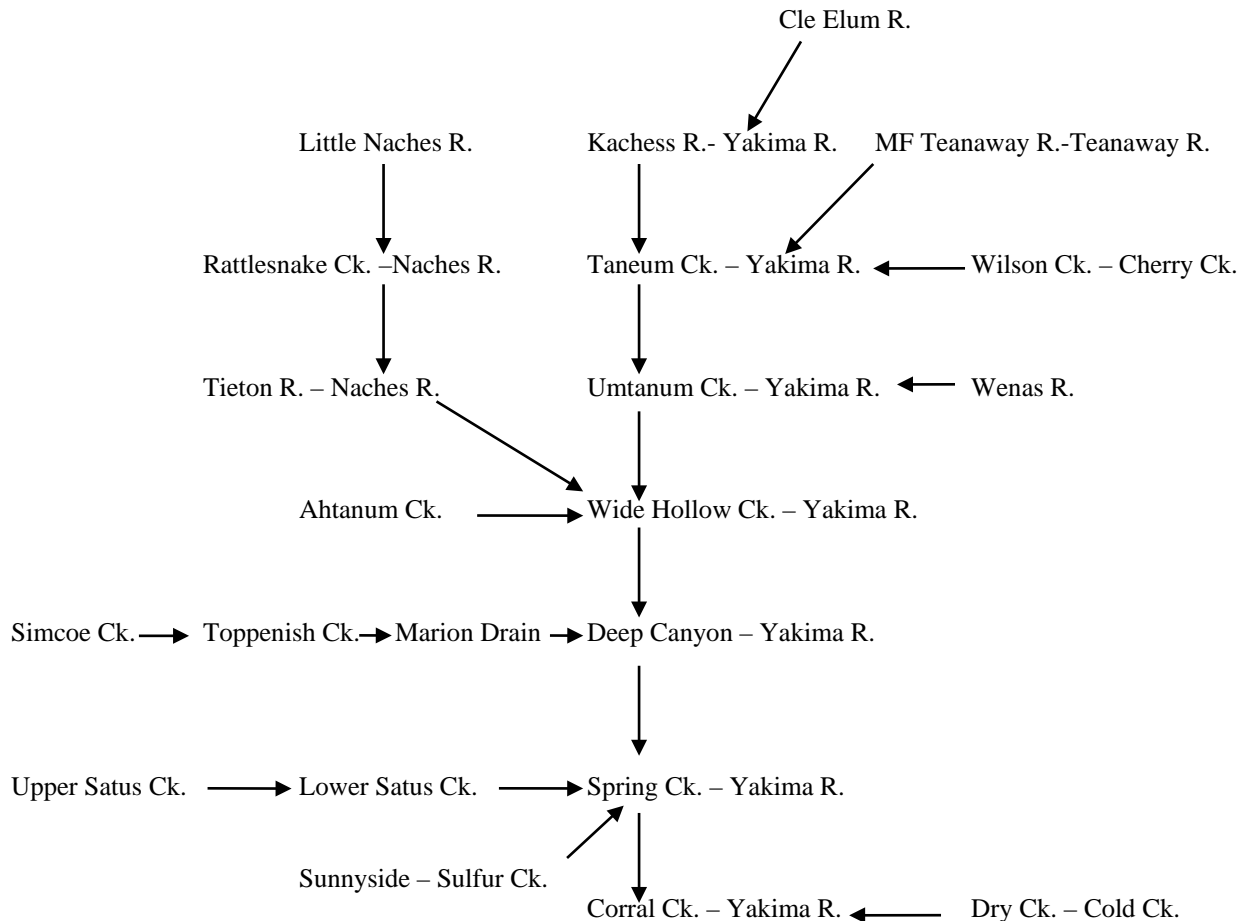 Cle Elum R.
Little Naches R.
Kachess R.- Yakima R.
MF Teanaway R.-Teanaway R.
Rattlesnake Ck. –Naches R.
Taneum Ck. – Yakima R.
Wilson Ck. – Cherry Ck.
Tieton R. – Naches R.
Umtanum Ck. – Yakima R.
Wenas R.
Ahtanum Ck.
Wide Hollow Ck. – Yakima R.
Simcoe Ck.
Toppenish Ck.
Marion Drain
Deep Canyon – Yakima R.
Upper Satus Ck.
Lower Satus Ck.
Spring Ck. – Yakima R.
Sunnyside – Sulfur Ck.
Corral Ck. – Yakima R.
Dry Ck. – Cold Ck.